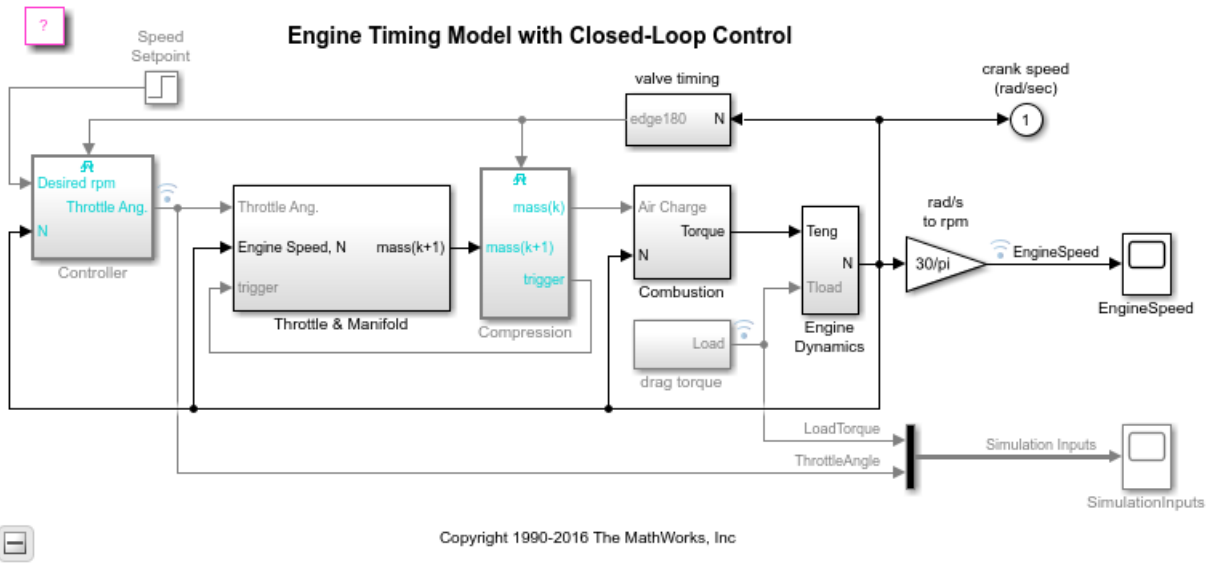 ?
Engine Timing Model with Closed-Loop Control
Speed
Setpoint
valve timing
edge180
N
crank speed
(rad/sec)
1
Desired rpm
Throttle Ang.
N
Controller
Throttle Ang.
Engine Speed, N
mass(k+1)
trigger
Throttle & Manifold
mass(k)
mass(k+1)
trigger
Compression
Air Charge
Torque
N
Combustion
Teng
N
Tload
Engine
Dynamics
rad/s
to rpm
30/pi
EngineSpeed
EngineSpeed
Load
drag torque
LoadTorque
ThrottleAngle
Simulation Inputs
SimulationInputs
Copyright 1990-2016 The MathWorks, Inc